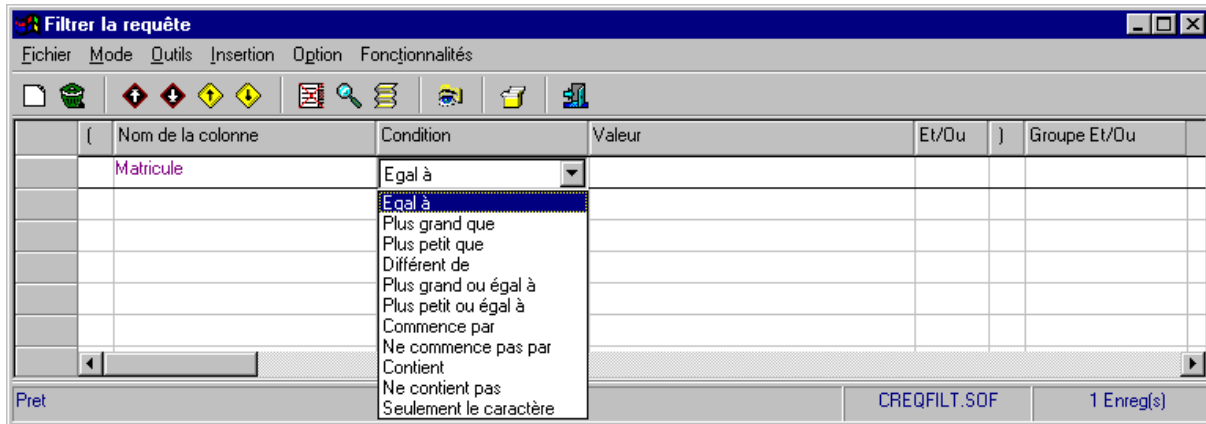 Filtrer la requête
Fichier Mode Outils Insertion Option Fonctionnalités
( Nom de la colonne Condition Valeur Et/Ou ) Groupe Et/Ou
Matricule Egal à
Egal à
Plus grand que
Plus petit que
Différent de
Plus grand ou égal à
Plus petit ou égal à
Commence par
Ne commence pas par
Contient
Ne contient pas
Seulement le caractère
Pret CREQFILT.SOF 1 Enreg(s)